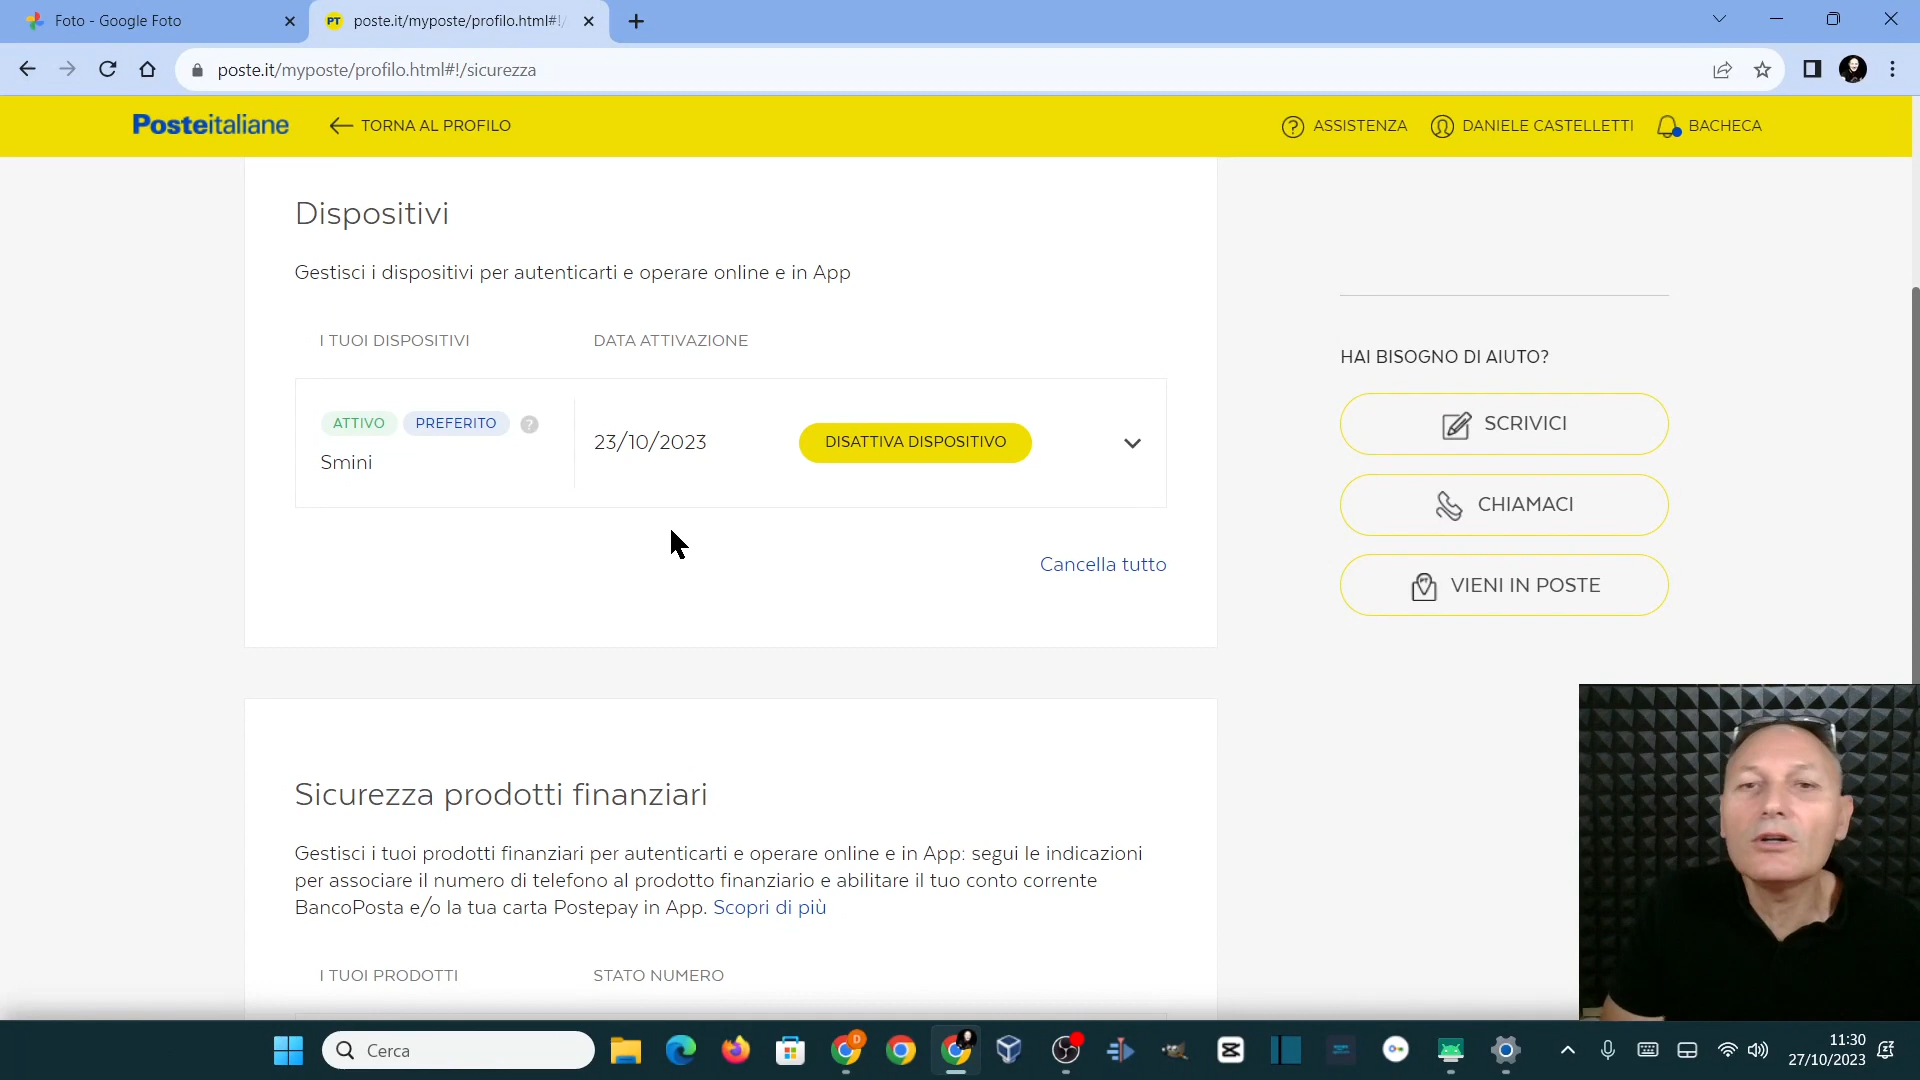 Foto - Google Foto
PT
poste.it/myposte/profilo.html#!/
poste.it/myposte/profilo.html#!/sicurezza
Posteitaliane
TORNA AL PROFILO
ASSISTENZA
DANIELE CASTELLETTI
BACHECA
Dispositivi
Gestisci i dispositivi per autenticarti e operare online e in App
I TUOI DISPOSITIVI
DATA ATTIVAZIONE
ATTIVO
PREFERITO
?
Smini
23/10/2023
DISATTIVA DISPOSITIVO
Cancella tutto
HAI BISOGNO DI AIUTO?
SCRIVICI
CHIAMACI
VIENI IN POSTE
Sicurezza prodotti finanziari
Gestisci i tuoi prodotti finanziari per autenticarti e operare online e in App: segui le indicazioni
per associare il numero di telefono al prodotto finanziario e abilitare il tuo conto corrente
BancoPosta e/o la tua carta Postepay in App. Scopri di più
I TUOI PRODOTTI
STATO NUMERO
Cerca
D
11:30
27/10/2023